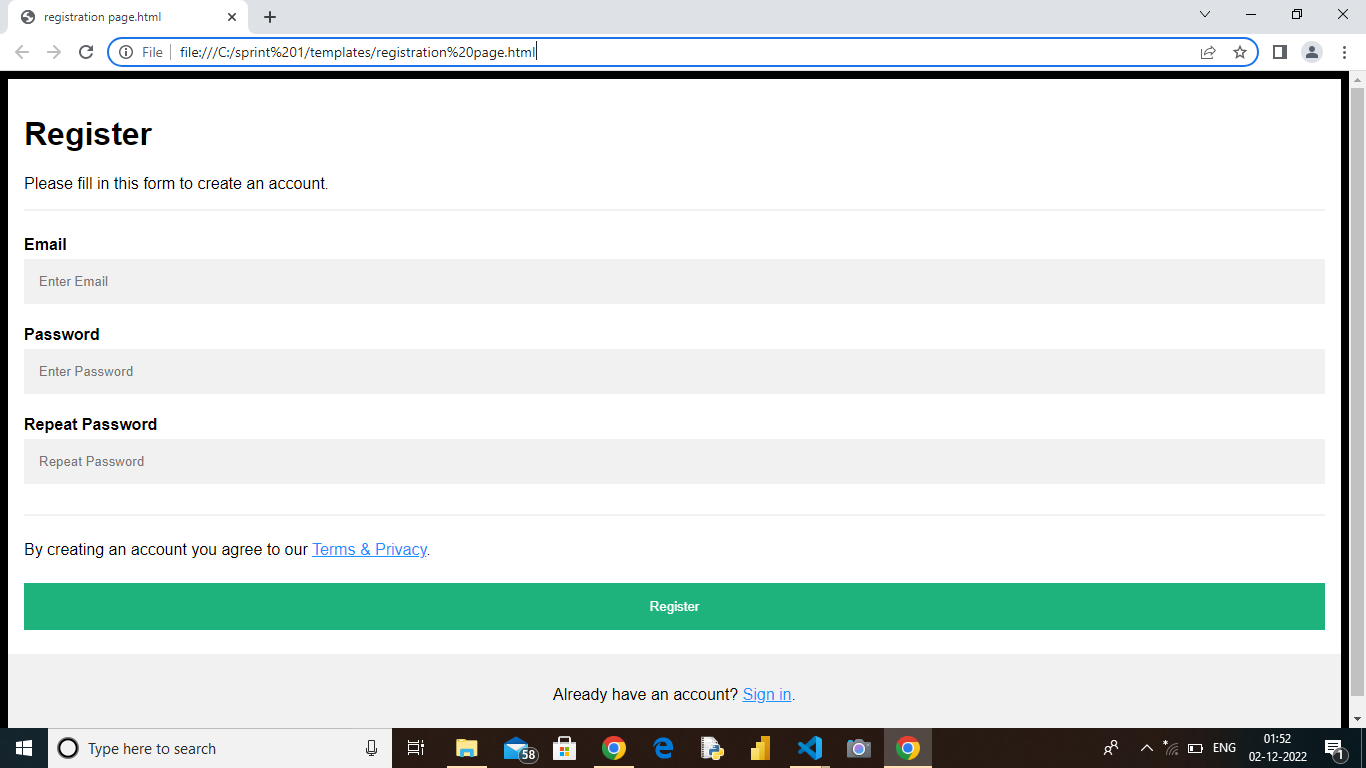 registration page.html
File file:///C:/sprint%201/templates/registration%20page.html
Register
Please fill in this form to create an account.
Email
Enter Email
Password
Enter Password
Repeat Password
Repeat Password
By creating an account you agree to our Terms & Privacy.
Register
Already have an account? Sign in.
Type here to search
58
ENG
01:52
02-12-2022
1